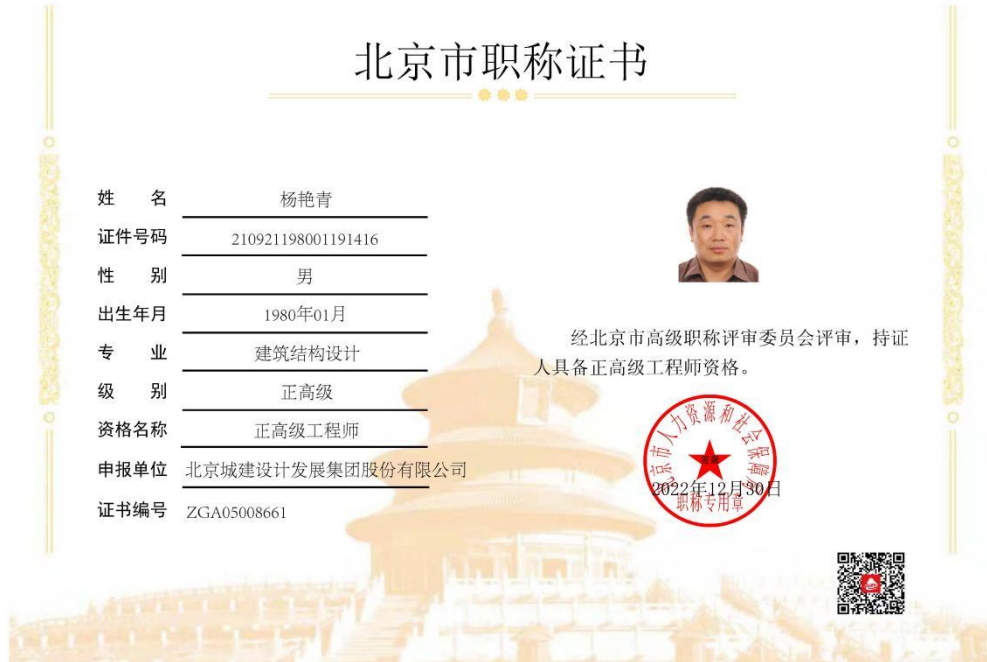 北京市职称证书
姓 名 杨艳青
证件号码 210921198001191416
性 别 男
出生年月 1980年01月
专 业 建筑结构设计
级 别 正高级
资格名称 正高级工程师
申报单位 北京城建设计发展集团股份有限公司
证书编号 ZGA05008661
经北京市高级职称评审委员会评审，持证
人具备正高级工程师资格。
北京市人力资源和社会保障局
2022年12月30日
职称专用章